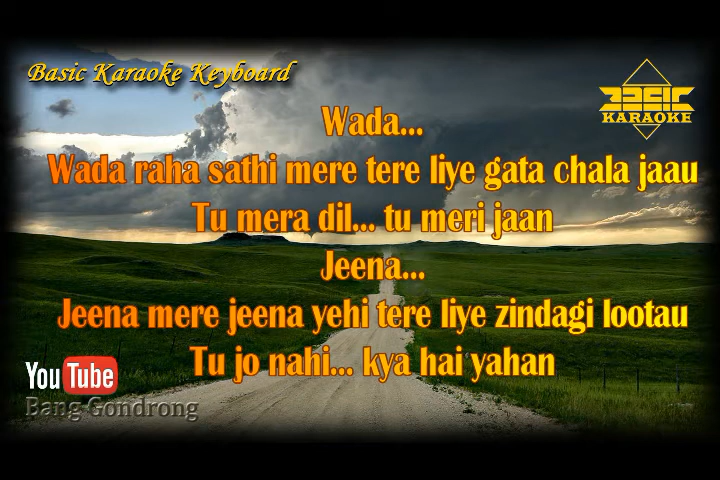 Basic Karaoke Keyboard
BASIC
KARAOKE
Wada...
Wada raha sathi mere tere liye gata chala jaau
Tu mera dil... tu meri jaan
Jeena...
Jeena mere jeena yehi tere liye zindagi lootau
Tu jo nahi... kya hai yahan
YouTube
Bang Gondrong